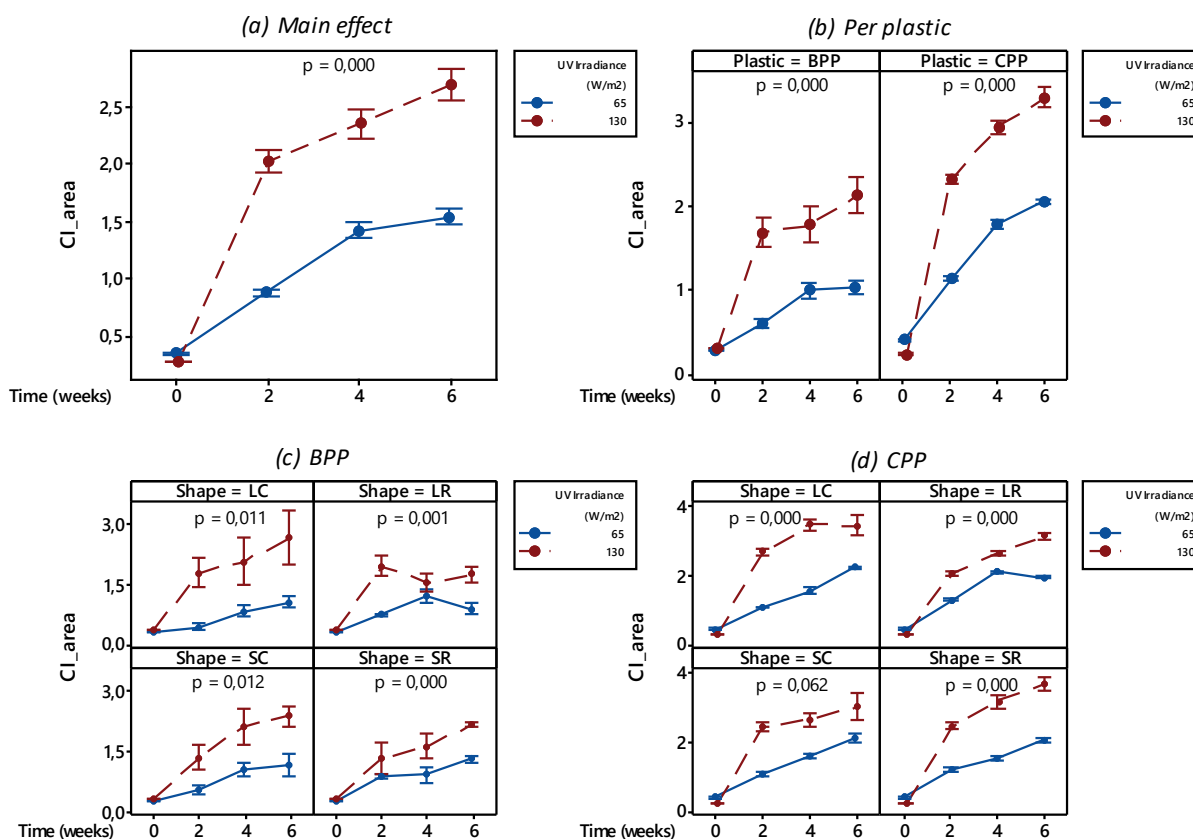 (a) Main effect
p = 0,000
CI_area
2,5
2,0
1,5
1,0
0,5
Time (weeks)
0 2 4 6
UV Irradiance
(W/m2)
65
130
(b) Per plastic
Plastic = BPP Plastic = CPP
p = 0,000 p = 0,000
CI_area
3
2
1
0
Time (weeks)
0 2 4 6 0 2 4 6
UV Irradiance
(W/m2)
65
130
(c) BPP
Shape = LC Shape = LR
p = 0,011 p = 0,001
3,0
1,5
0,0
CI_area
Shape = SC Shape = SR
p = 0,012 p = 0,000
3,0
1,5
0,0
Time (weeks)
0 2 4 6 0 2 4 6
UV Irradiance
(W/m2)
65
130
(d) CPP
Shape = LC Shape = LR
p = 0,000 p = 0,000
4
2
0
CI_area
Shape = SC Shape = SR
p = 0,062 p = 0,000
4
2
0
Time (weeks)
0 2 4 6 0 2 4 6
UV Irradiance
(W/m2)
65
130